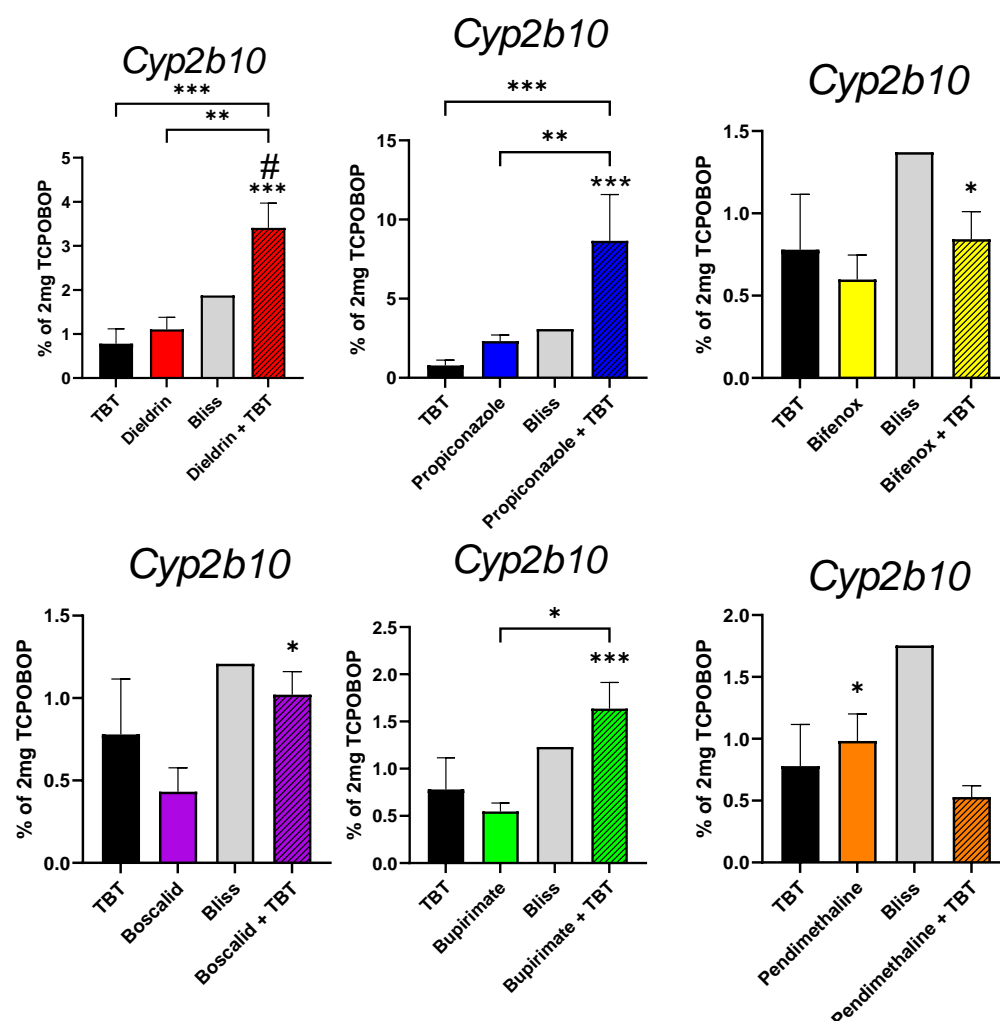 Cyp2b10
***
**
#
***
% of 2mg TCPOBOP
5
4
3
2
1
0
TBT
Dieldrin
Bliss
Dieldrin + TBT
Cyp2b10
***
**
***
% of 2mg TCPOBOP
15
10
5
0
TBT
Propiconazole
Bliss
Propiconazole + TBT
Cyp2b10
*
% of 2mg TCPOBOP
1.5
1.0
0.5
0.0
TBT
Bifenox
Bliss
Bifenox + TBT
Cyp2b10
*
% of 2mg TCPOBOP
1.5
1.0
0.5
0.0
TBT
Boscalid
Bliss
Boscalid + TBT
Cyp2b10
*
***
% of 2mg TCPOBOP
2.5
2.0
1.5
1.0
0.5
0.0
TBT
Bupirimate
Bliss
Bupirimate + TBT
Cyp2b10
*
% of 2mg TCPOBOP
2.0
1.5
1.0
0.5
0.0
TBT
Pendimethaline
Bliss
Pendimethaline + TBT